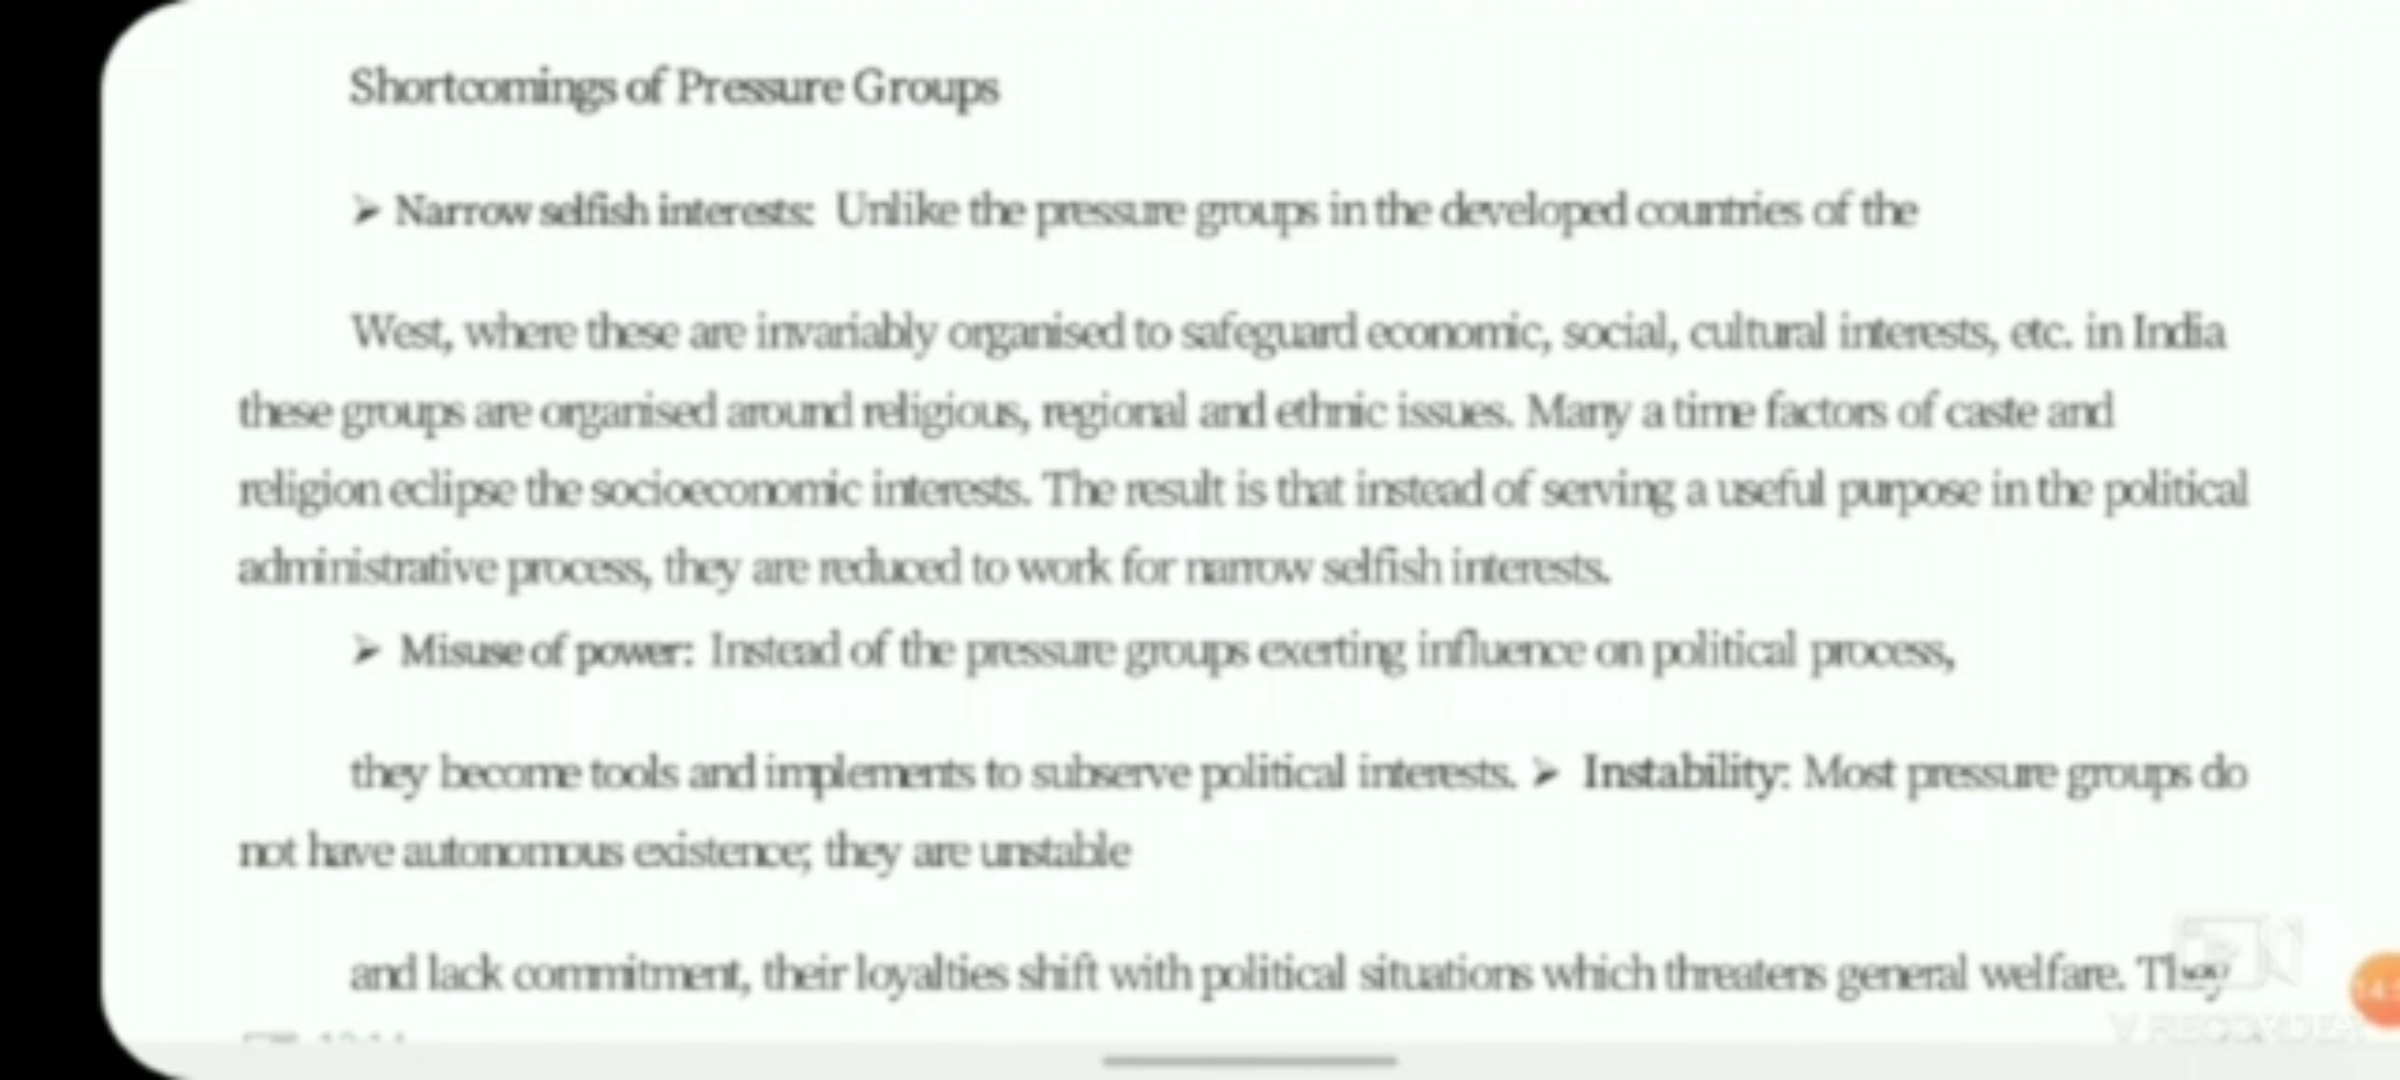 Shortcomings of Pressure Groups
➢ Narrow selfish interests: Unlike the pressure groups in the developed countries of the
West, where these are invariably organised to safeguard economic, social, cultural interests, etc. in India
these groups are organised around religious, regional and ethnic issues. Many a time factors of caste and
religion eclipse the socioeconomic interests. The result is that instead of serving a useful purpose in the political
administrative process, they are reduced to work for narrow selfish interests.
➢ Misuse of power: Instead of the pressure groups exerting influence on political process,
they become tools and implements to subserve political interests. ➢ Instability: Most pressure groups do
not have autonomous existence; they are unstable
and lack commitment, their loyalties shift with political situations which threatens general welfare. They
V RECORDER